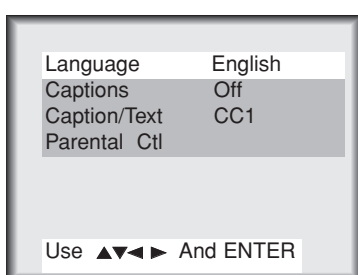 Language English
Captions Off
Caption/Text CC1
Parental Ctl
Use ▲▼◄ ► And ENTER